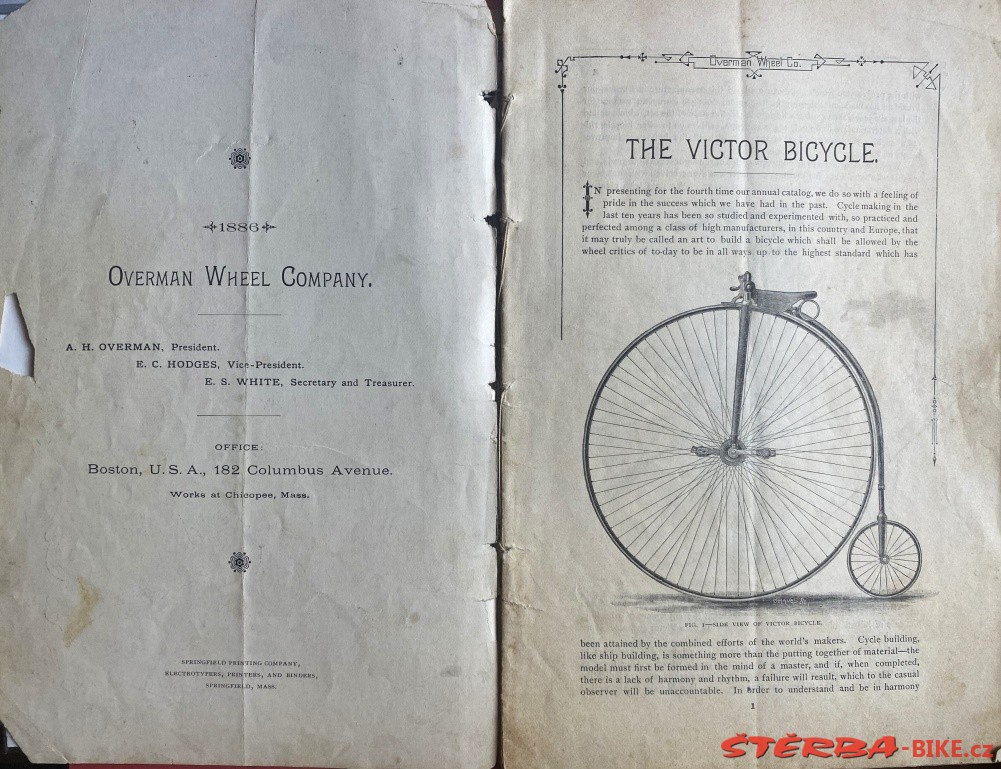 1886
OVERMAN WHEEL COMPANY.
A. H. OVERMAN, President.
E. C. HODGES, Vice-President.
E. S. WHITE, Secretary and Treasurer.
OFFICE:
Boston, U.S.A., 182 Columbus Avenue.
Works at Chicopee, Mass.
SPRINGFIELD PRINTING COMPANY,
ELECTROTYPERS, PRINTERS, AND BINDERS,
SPRINGFIELD, MASS.
Overman Wheel Co.
THE VICTOR BICYCLE.
IN presenting for the fourth time our annual catalog, we do so with a feeling of
pride in the success which we have had in the past. Cycle making in the
last ten years has been so studied and experimented with, so practiced and
perfected among a class of high manufacturers, in this country and Europe, that
it may truly be called an art to build a bicycle which shall be allowed by the
wheel critics of to-day to be in all ways up to the highest standard which has
FIG. 1—SIDE VIEW OF VICTOR BICYCLE.
been attained by the combined efforts of the world's makers. Cycle building,
like ship building, is something more than the putting together of material—the
model must first be formed in the mind of a master, and if, when completed,
there is a lack of harmony and rhythm, a failure will result, which to the casual
observer will be unaccountable. In order to understand and be in harmony
1
ŠTĚRBA-BIKE.cz